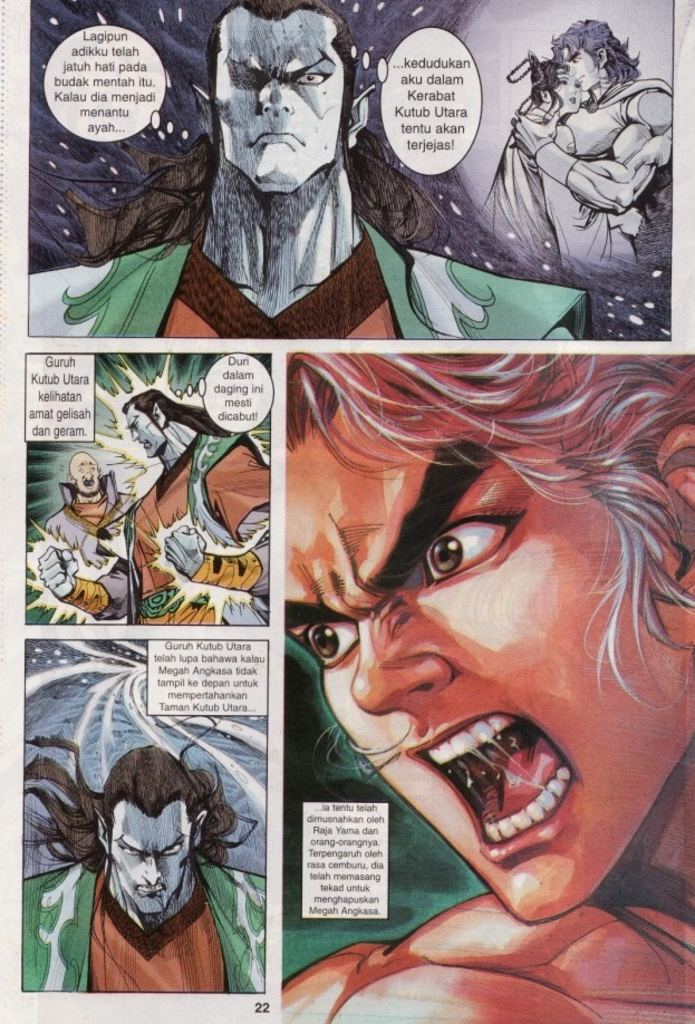 Lagipun
adikku telah
jatuh hati pada
budak mentah itu.
Kalau dia menjadi
menantu
ayah...
...kedudukan
aku dalam
Kerabat
Kutub Utara
tentu akan
terjejas!
Guruh
Kutub Utara
kelihatan
amat gelisah
dan geram.
Duri
dalam
daging ini
mesti
dicabut!
Guruh Kutub Utara
telah lupa bahawa kalau
Megah Angkasa tidak
tampil ke depan untuk
mempertahankan
Taman Kutub Utara...
...ia tentu telah
dimusnahkan oleh
Raja Yama dan
orang-orangnya.
Terpengaruh oleh
rasa cemburu, dia
telah memasang
tekad untuk
menghapuskan
Megah Angkasa.
22